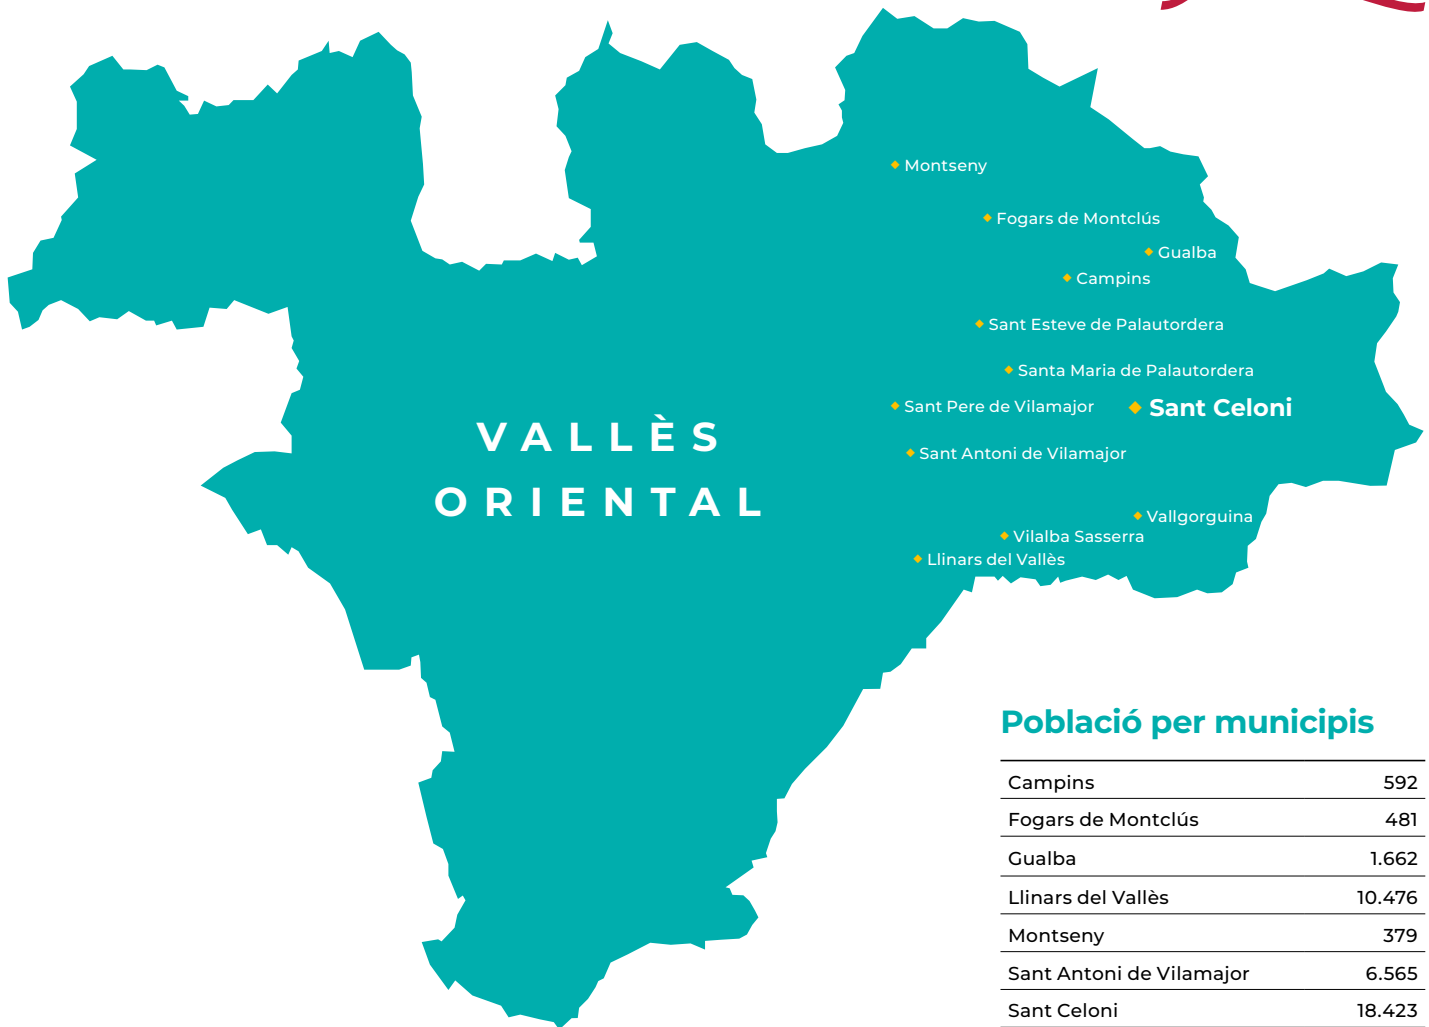 Montseny
Fogars de Montclús
Gualba
Campins
Sant Esteve de Palautordera
Santa Maria de Palautordera
Sant Pere de Vilamajor
Sant Celoni
VALLÈS
ORIENTAL
Sant Antoni de Vilamajor
Vallgorguina
Vilalba Sasserra
Llinars del Vallès
Població per municipis
Campins 592
Fogars de Montclús 481
Gualba 1.662
Llinars del Vallès 10.476
Montseny 379
Sant Antoni de Vilamajor 6.565
Sant Celoni 18.423